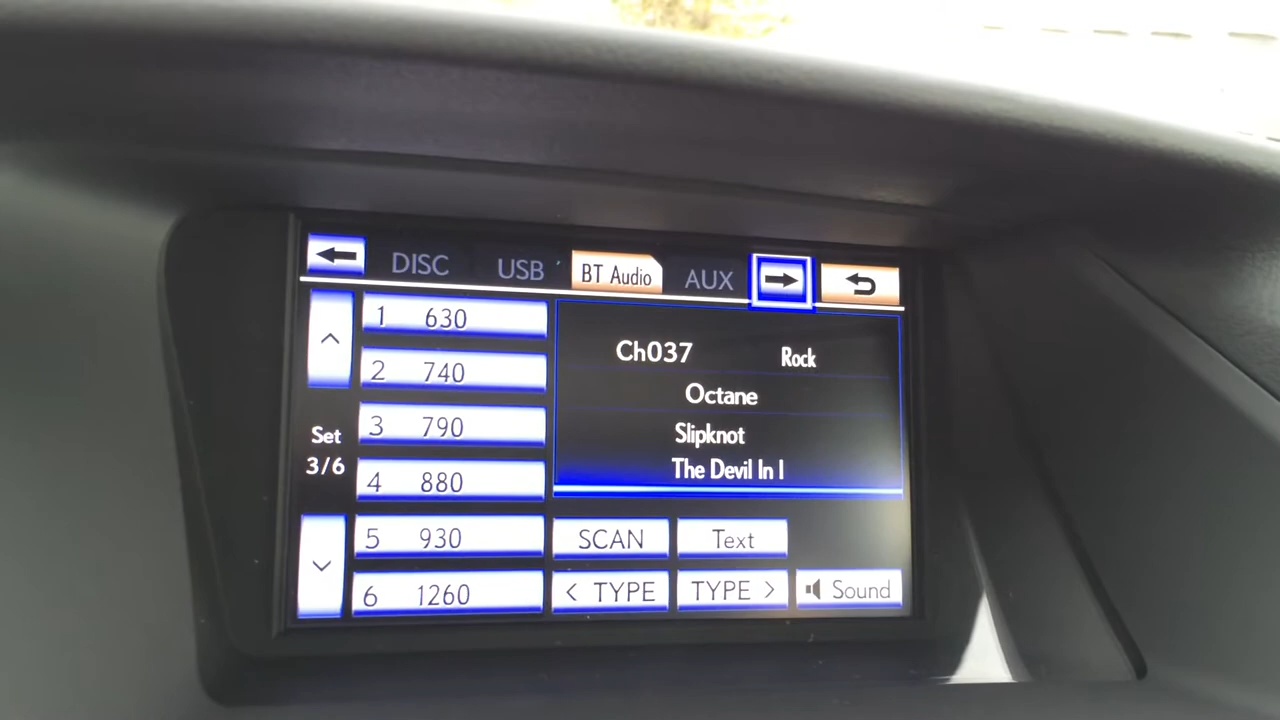 DISC USB BT Audio AUX
1 630
2 740
3 790
4 880
5 930
6 1260
Set
3/6
Ch037 Rock
Octane
Slipknot
The Devil In I
SCAN Text
< TYPE TYPE > Sound